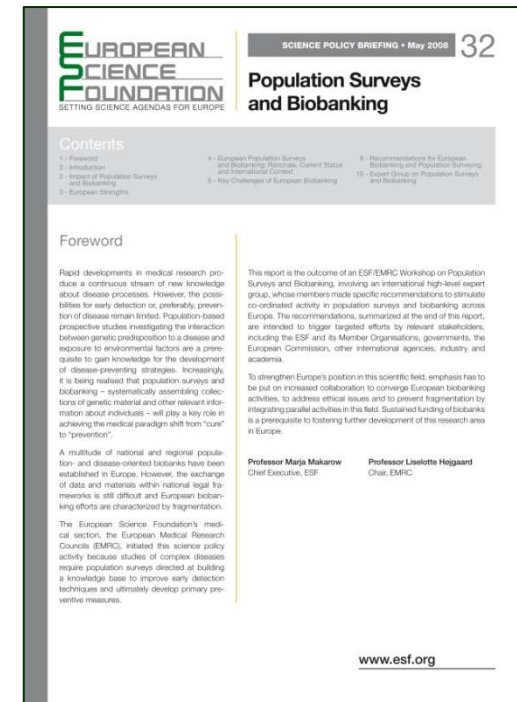 EUROPEAN
SCIENCE
FOUNDATION
SETTING SCIENCE AGENDAS FOR EUROPE
SCIENCE POLICY BRIEFING • May 2008
32
Population Surveys
and Biobanking
Contents
1 - Foreword
2 - Introduction
2 - Impact of Population Surveys
and Biobanking
3 - European Strengths
4 - European Population Surveys
and Biobanking: Rationale, Current Status
and International Context
5 - Key Challenges of European Biobanking
9 - Recommendations for European
Biobanking and Population Surveying
10 - Expert Group on Population Surveys
and Biobanking
Foreword
Rapid developments in medical research pro-
duce a continuous stream of new knowledge
about disease processes. However, the possi-
bilities for early detection or, preferably, preven-
tion of disease remain limited. Population-based
prospective studies investigating the interaction
between genetic predisposition to a disease and
exposure to environmental factors are a prere-
quisite to gain knowledge for the development
of disease-preventing strategies. Increasingly,
it is being realised that population surveys and
biobanking – systematically assembling collec-
tions of genetic material and other relevant infor-
mation about individuals – will play a key role in
achieving the medical paradigm shift from "cure"
to "prevention".
A multitude of national and regional popula-
tion- and disease-oriented biobanks have been
established in Europe. However, the exchange
of data and materials within national legal fra-
meworks is still difficult and European bioban-
king efforts are characterized by fragmentation.
The European Science Foundation's medi-
cal section, the European Medical Research
Councils (EMRC), initiated this science policy
activity because studies of complex diseases
require population surveys directed at building
a knowledge base to improve early detection
techniques and ultimately develop primary pre-
ventive measures.
This report is the outcome of an ESF/EMRC Workshop on Population
Surveys and Biobanking, involving an international high-level expert
group, whose members made specific recommendations to stimulate
co-ordinated activity in population surveys and biobanking across
Europe. The recommendations, summarized at the end of this report,
are intended to trigger targeted efforts by relevant stakeholders,
including the ESF and its Member Organisations, governments, the
European Commission, other international agencies, industry and
academia.
To strengthen Europe's position in this scientific field, emphasis has to
be put on increased collaboration to converge European biobanking
activities, to address ethical issues and to prevent fragmentation by
integrating parallel activities in this field. Sustained funding of biobanks
is a prerequisite to fostering further development of this research area
in Europe.
Professor Marja Makarow
Chief Executive, ESF
Professor Liselotte Højgaard
Chair, EMRC
www.esf.org